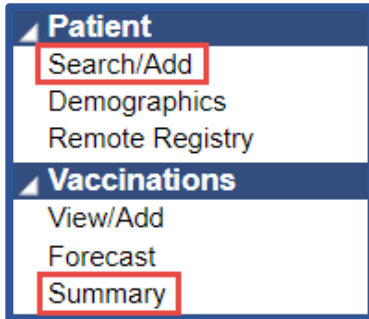 Patient
Search/Add
Demographics
Remote Registry
Vaccinations
View/Add
Forecast
Summary